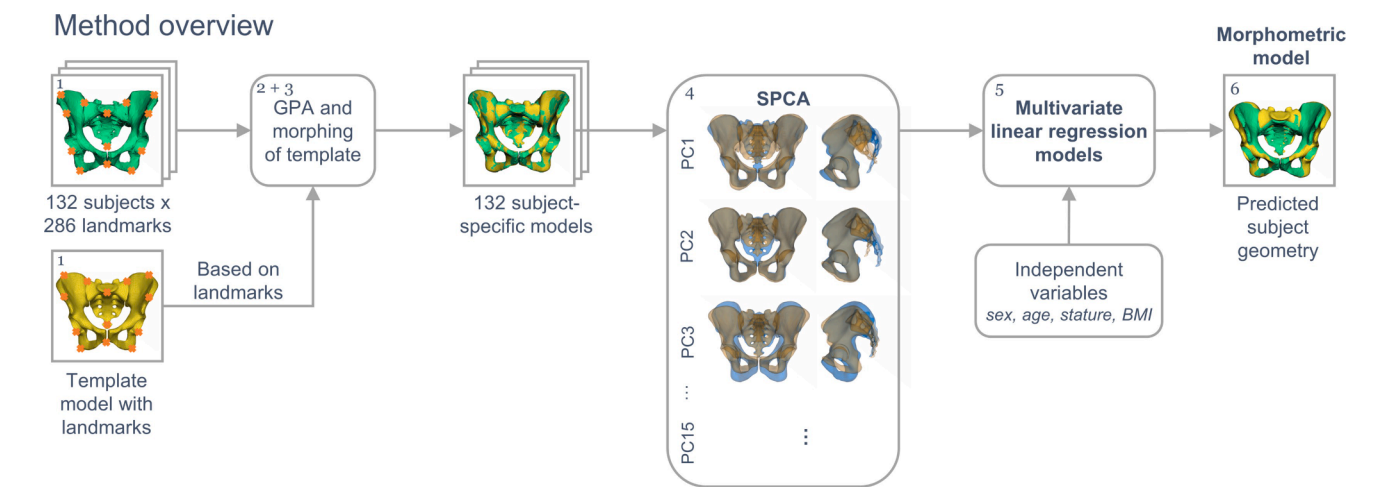 Method overview
1
132 subjects x
286 landmarks
1
Template
model with
landmarks
Based on
landmarks
2 + 3
GPA and
morphing
of template
132 subject-
specific models
4
SPCA
PC1
PC2
PC3
...
PC15
⋮
5
Multivariate
linear regression
models
Independent
variables
sex, age, stature, BMI
Morphometric
model
6
Predicted
subject
geometry